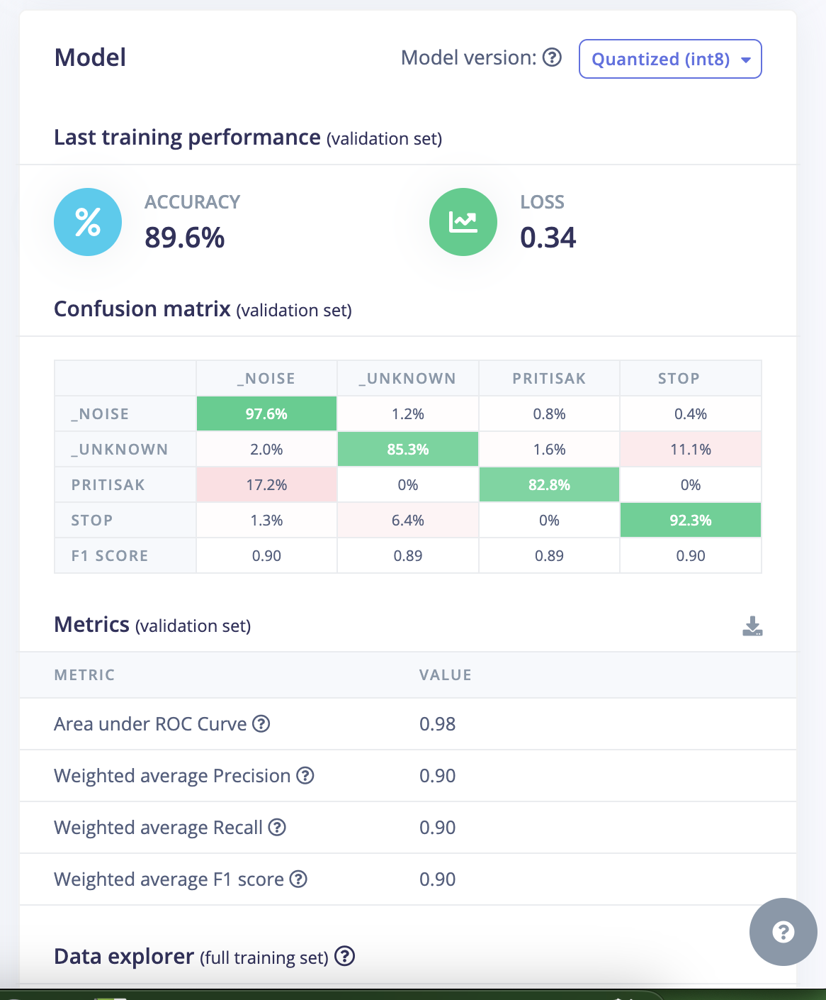 Model
Model version: ? Quantized (int8)
Last training performance (validation set)
% ACCURACY
89.6%
LOSS
0.34
Confusion matrix (validation set)
_NOISE _UNKNOWN PRITISAK STOP
_NOISE 97.6% 1.2% 0.8% 0.4%
_UNKNOWN 2.0% 85.3% 1.6% 11.1%
PRITISAK 17.2% 0% 82.8% 0%
STOP 1.3% 6.4% 0% 92.3%
F1 SCORE 0.90 0.89 0.89 0.90
Metrics (validation set)
METRIC VALUE
Area under ROC Curve ? 0.98
Weighted average Precision ? 0.90
Weighted average Recall ? 0.90
Weighted average F1 score ? 0.90
?
Data explorer (full training set) ?